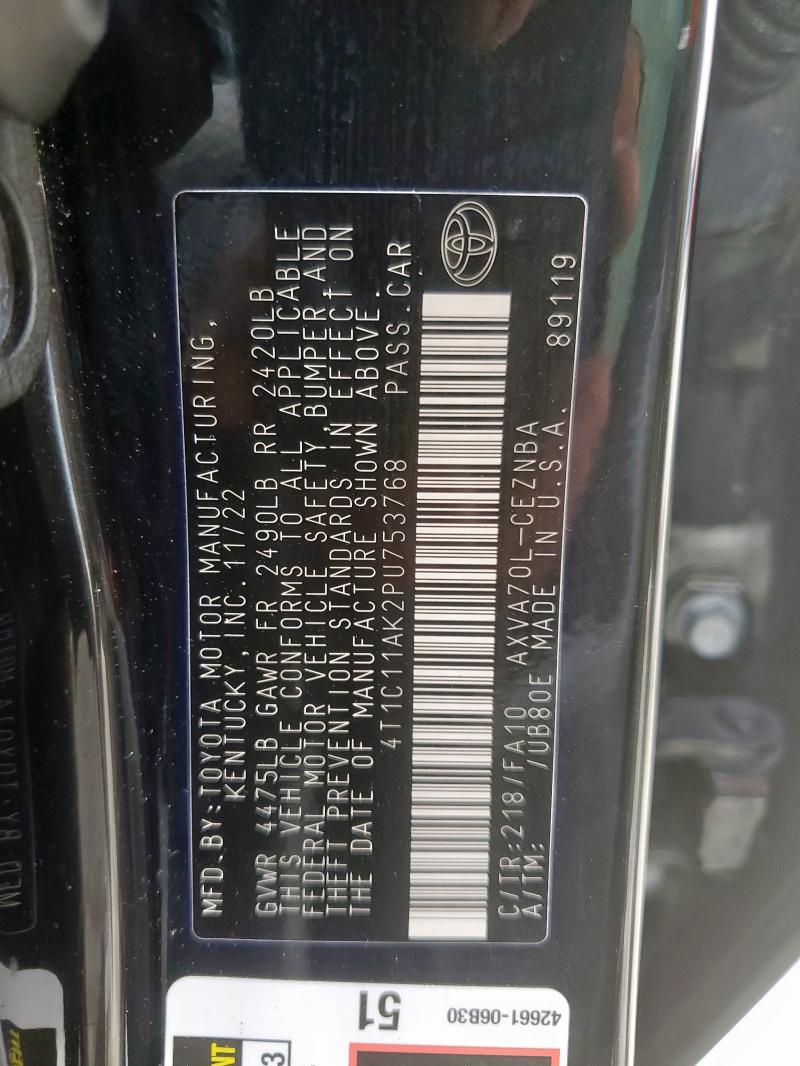 MFD.BY:TOYOTA MOTOR MANUFACTURING,
KENTUCKY,INC.11/22
GVWR 4475LB GAWR FR 2490LB RR 2420LB
THIS VEHICLE CONFORMS TO ALL APPLICABLE
FEDERAL MOTOR VEHICLE SAFETY,BUMPER,AND
THEFT PREVENTION STANDARDS IN EFFECT ON
THE DATE OF MANUFACTURE SHOWN ABOVE.
4T1C11AK2PU753768 PASS.CAR
C/TR:218/FA10 AXVA70L-CEZNBA
A/TM: /UB80E MADE IN U.S.A. 89119
51
42661-06B30